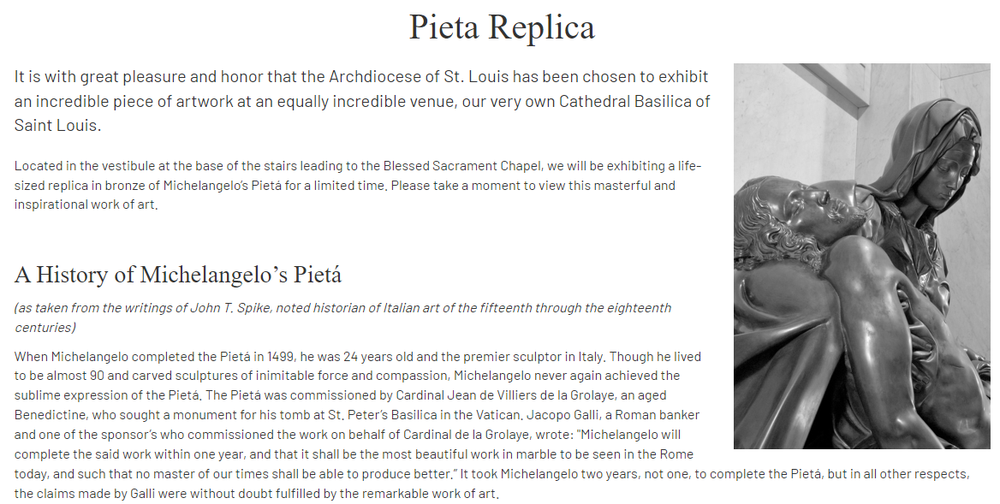 Pieta Replica
It is with great pleasure and honor that the Archdiocese of St. Louis has been chosen to exhibit
an incredible piece of artwork at an equally incredible venue, our very own Cathedral Basilica of
Saint Louis.
Located in the vestibule at the base of the stairs leading to the Blessed Sacrament Chapel, we will be exhibiting a life-
sized replica in bronze of Michelangelo's Pietá for a limited time. Please take a moment to view this masterful and
inspirational work of art.
A History of Michelangelo’s Pietá
(as taken from the writings of John T. Spike, noted historian of Italian art of the fifteenth through the eighteenth
centuries)
When Michelangelo completed the Pietá in 1499, he was 24 years old and the premier sculptor in Italy. Though he lived
to be almost 90 and carved sculptures of inimitable force and compassion, Michelangelo never again achieved the
sublime expression of the Pietá. The Pietá was commissioned by Cardinal Jean de Villiers de la Grolaye, an aged
Benedictine, who sought a monument for his tomb at St. Peter's Basilica in the Vatican. Jacopo Galli, a Roman banker
and one of the sponsor's who commissioned the work on behalf of Cardinal de la Grolaye, wrote: "Michelangelo will
complete the said work within one year, and that it shall be the most beautiful work in marble to be seen in the Rome
today, and such that no master of our times shall be able to produce better." It took Michelangelo two years, not one, to complete the Pietá, but in all other respects,
the claims made by Galli were without doubt fulfilled by the remarkable work of art.